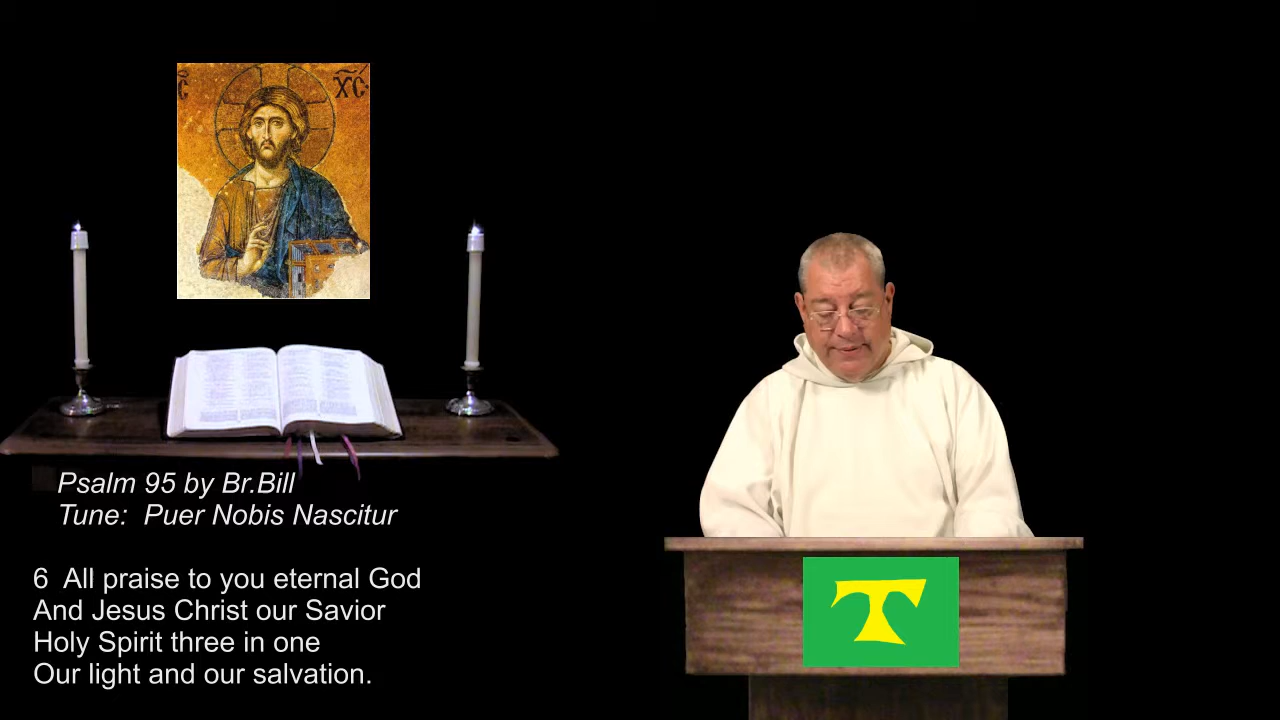 XC
Psalm 95 by Br.Bill
Tune:  Puer Nobis Nascitur
6  All praise to you eternal God
And Jesus Christ our Savior
Holy Spirit three in one
Our light and our salvation.
T